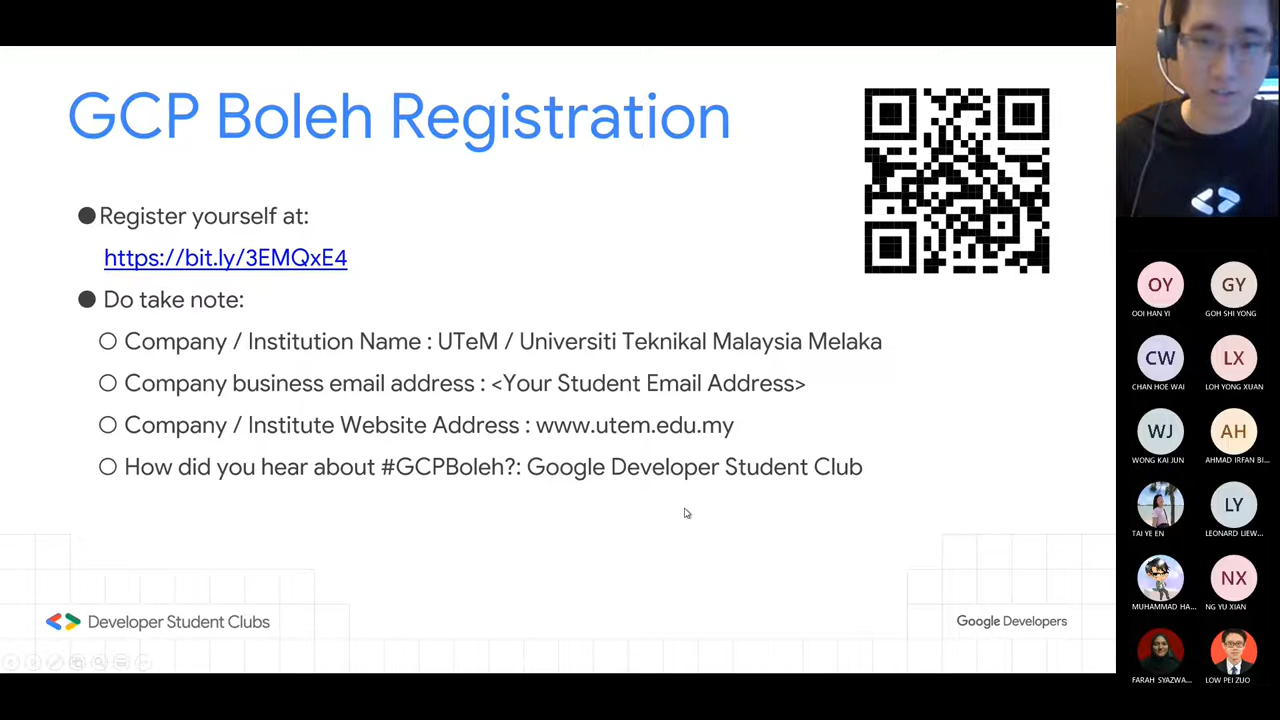 GCP Boleh Registration
Register yourself at:
https://bit.ly/3EMQxE4
Do take note:
Company / Institution Name : UTeM / Universiti Teknikal Malaysia Melaka
Company business email address : <Your Student Email Address>
Company / Institute Website Address : www.utem.edu.my
How did you hear about #GCPBoleh?: Google Developer Student Club
Developer Student Clubs
Google Developers
OY
GY
OOI HAN YI
GOH SHI YONG
CW
LX
CHAN HOE WAI
LOH YONG XUAN
WJ
AH
WONG KAI JUN
AHMAD IRFAN BI...
LY
TAI YE EN
LEONARD LIEW...
NX
MUHAMMAD HA...
NG YU XIAN
FARAH SYAZWA...
LOW PEI ZUO